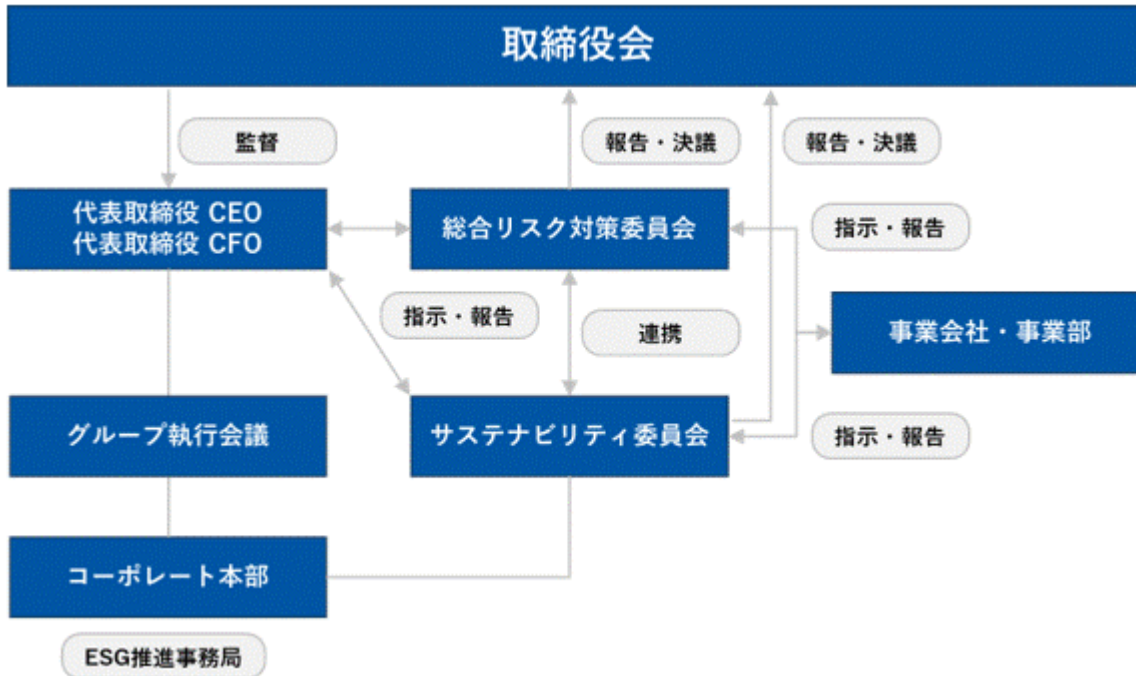 取締役会
監督
報告・決議
報告・決議
代表取締役 CEO
代表取締役 CFO
総合リスク対策委員会
指示・報告
指示・報告
連携
事業会社・事業部
グループ執行会議
サステナビリティ委員会
指示・報告
コーポレート本部
ESG推進事務局